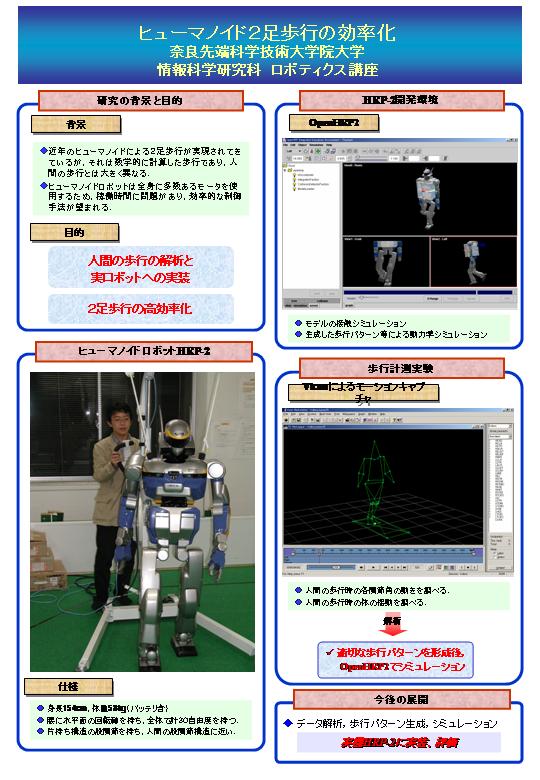 ヒューマノイド２足歩行の効率化
奈良先端科学技術大学院大学
情報科学研究科 ロボティクス講座
研究の背景と目的
背景
近年のヒューマノイドによる２足歩行が実現されてき
ているが、それは数学的に計算した歩行であり、人
間の歩行とは大きく異なる.
ヒューマノイドロボットは全身に多数あるモータを使
用するため、稼働時間に問題があり、効率的な制御
手法が望まれる.
目的
人間の歩行の解析と
実ロボットへの実装
２足歩行の高効率化
ヒューマノイドロボットHRP-2
仕様
身長154cm, 体重58kg(バッテリ含)
腰に水平面の回転軸を持ち、全体で計30自由度を持つ.
片持ち構造の股関節を持ち、人間の股関節構造に近い.
HRP-2開発環境
OpenHRP2
モデルの接触シミュレーション
生成した歩行パターン等による動力学シミュレーション
歩行計測実験
Viconによるモーションキャプ
チャ
人間の歩行時の各関節角の動きを調べる.
人間の歩行時の体の揺動を調べる.
解析
✓ 適切な歩行パターンを形成後,
OpenHRP2でシミュレーション
今後の展開
データ解析, 歩行パターン生成, シミュレーション
実機HRP-2に実装、評価